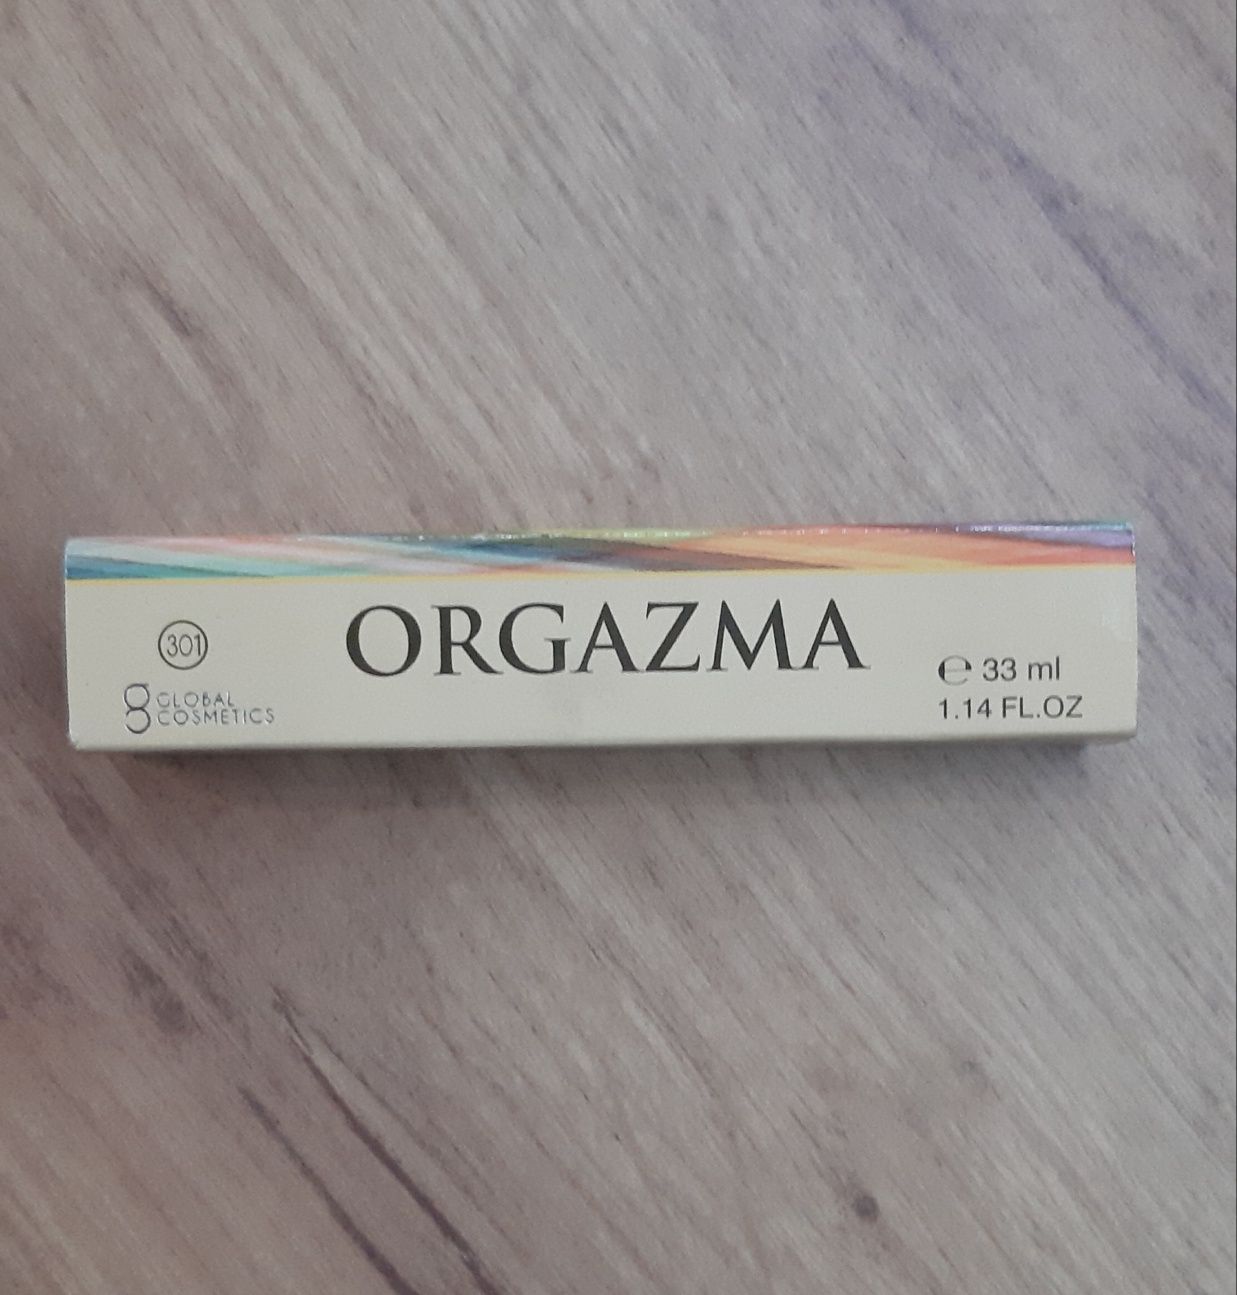 301
GLOBAL
COSMETICS
ORGAZMA
℮ 33 ml
1.14 FL.OZ